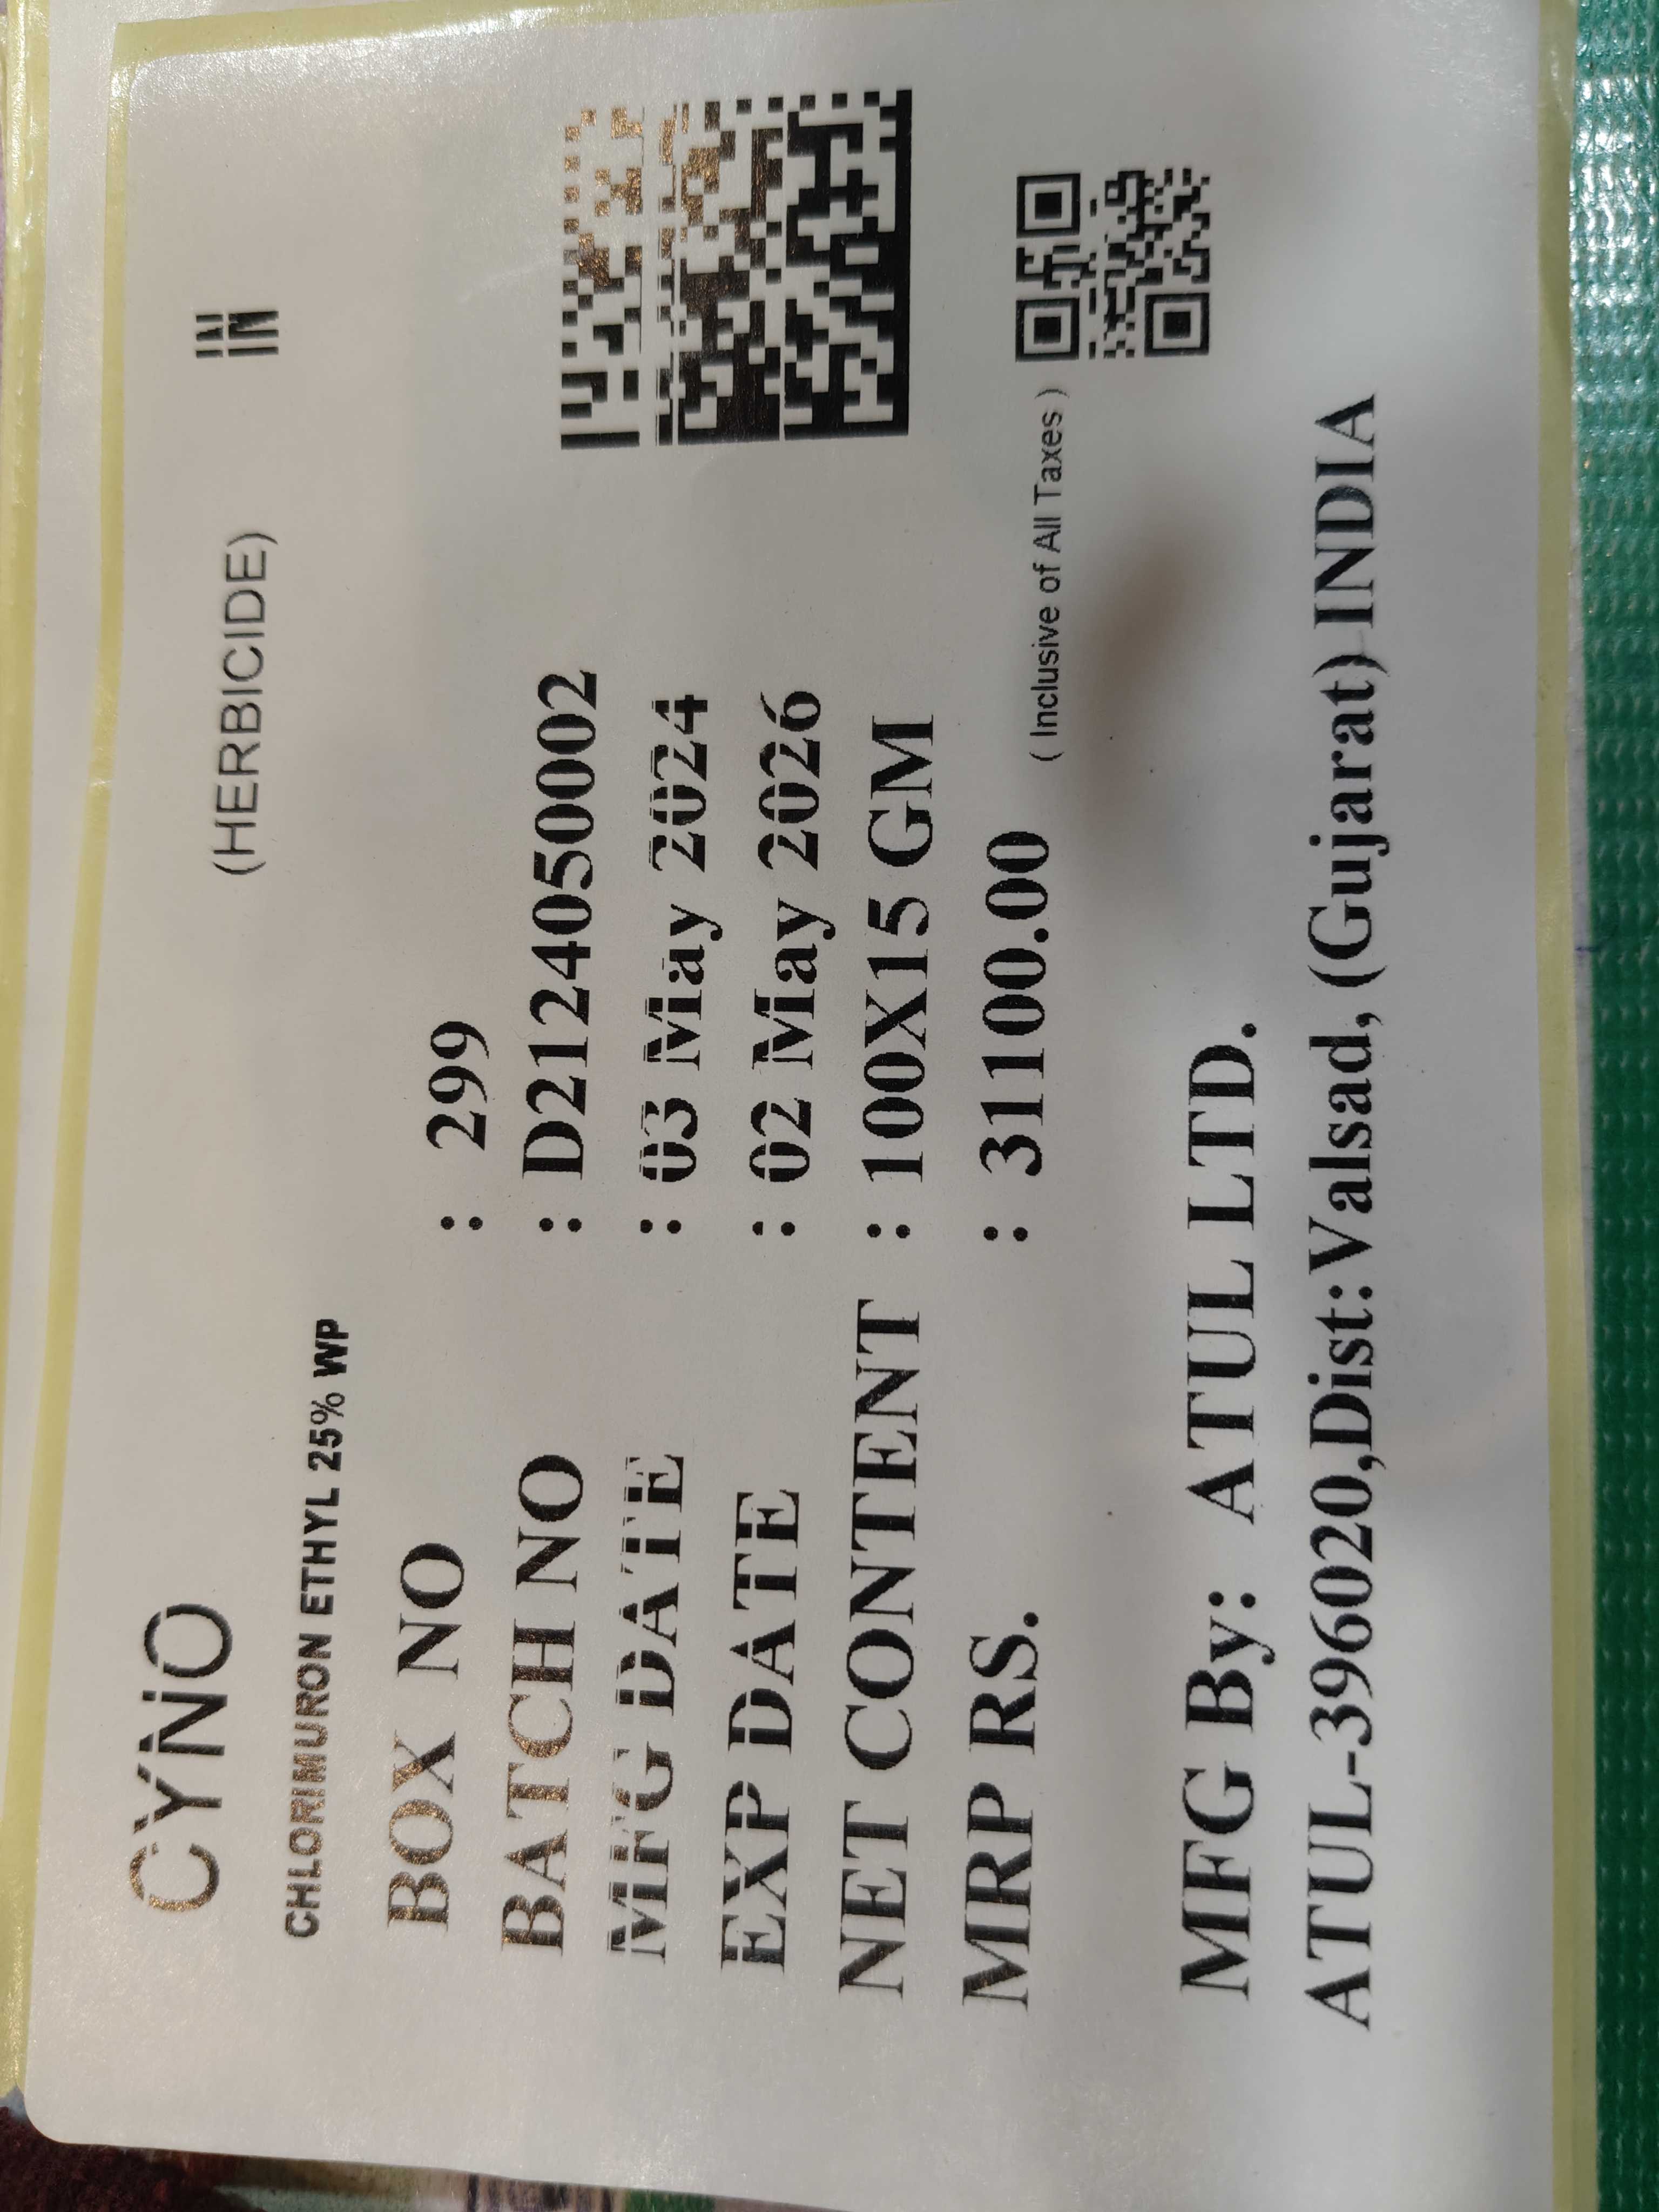 CYNO (HERBICIDE) IN
CHLORIMURON ETHYL 25% WP
BOX NO : 299
BATCH NO : D2124050002
MFG DATE : 03 May 2024
EXP DATE : 02 May 2026
NET CONTENT : 100X15 GM
MRP RS. : 31100.00 ( Inclusive of All Taxes )
MFG By: ATUL LTD.
ATUL-396020,Dist:Valsad, (Gujarat) INDIA